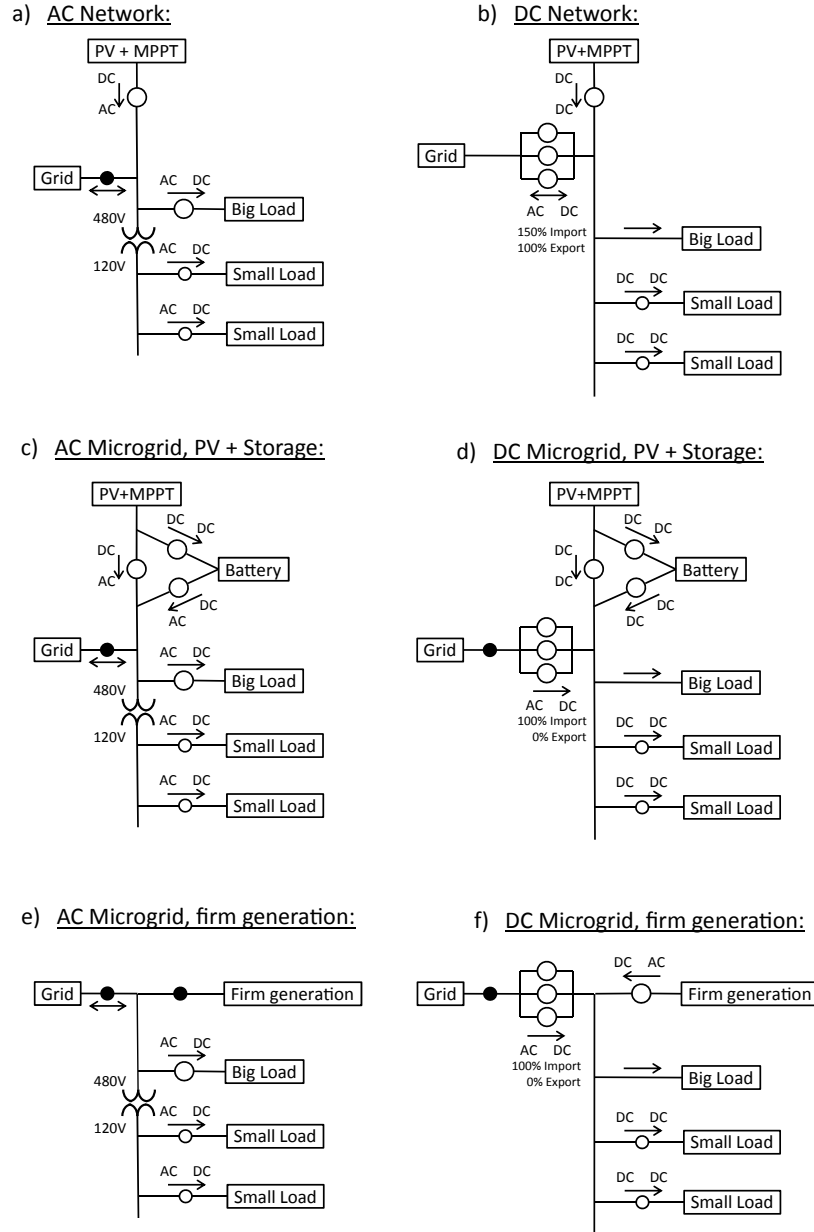 a) AC Network:
PV + MPPT
DC
AC
Grid
AC DC
Big Load
480V
120V
AC DC
Small Load
AC DC
Small Load
b) DC Network:
PV+MPPT
DC
DC
Grid
AC DC
150% Import
100% Export
Big Load
DC DC
Small Load
DC DC
Small Load
c) AC Microgrid, PV + Storage:
PV+MPPT
DC
DC
DC
AC
Battery
DC
AC
Grid
AC DC
Big Load
480V
120V
AC DC
Small Load
AC DC
Small Load
d) DC Microgrid, PV + Storage:
PV+MPPT
DC
DC
DC
DC
Battery
DC
DC
Grid
AC DC
100% Import
0% Export
Big Load
DC DC
Small Load
DC DC
Small Load
e) AC Microgrid, firm generation:
Grid
Firm generation
AC DC
Big Load
480V
120V
AC DC
Small Load
AC DC
Small Load
f) DC Microgrid, firm generation:
DC AC
Grid
Firm generation
AC DC
100% Import
0% Export
Big Load
DC DC
Small Load
DC DC
Small Load